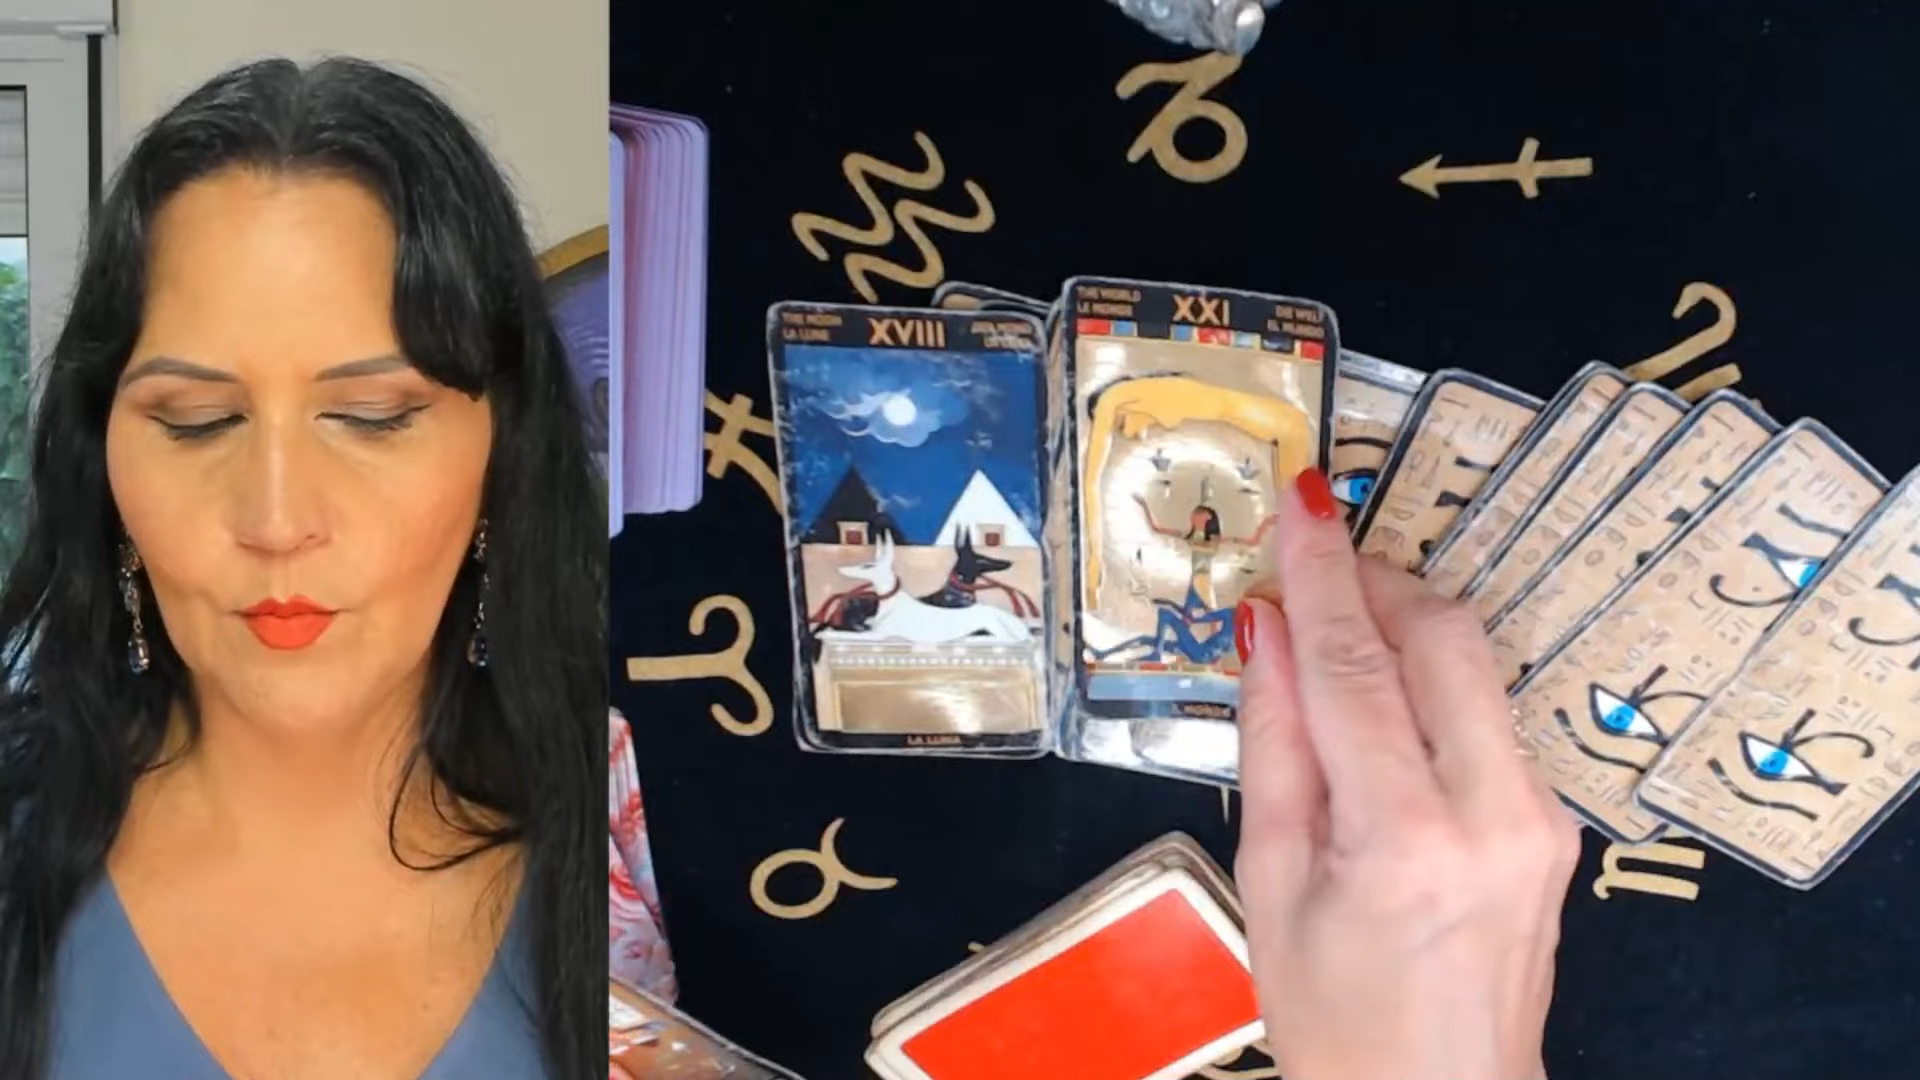 THE MOON
LA LUNE
XVIII
LA LUNA
THE WORLD
LE MONDE
XXI
DIE WELT
EL MUNDO